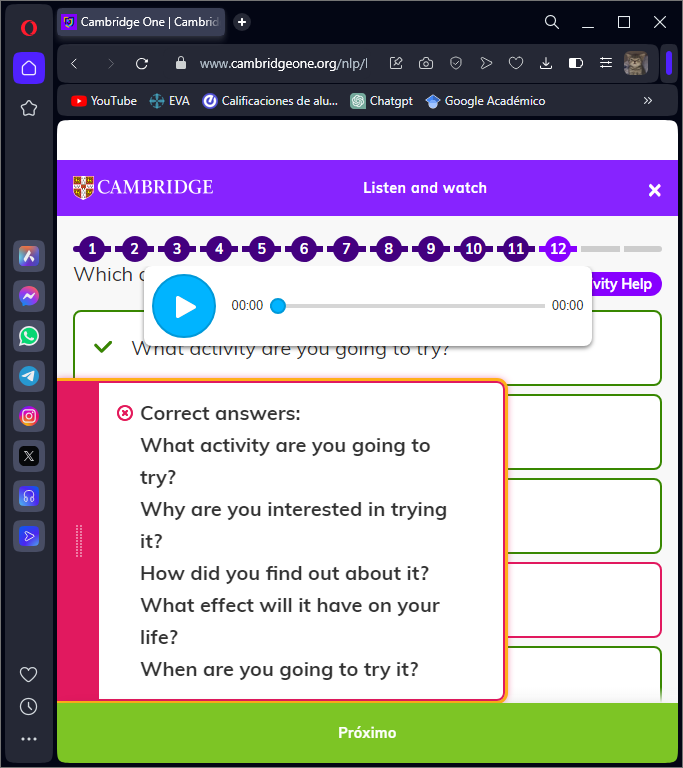 Cambridge One | Cambrid
www.cambridgeone.org/nlp/l
YouTube
EVA
Calificaciones de alu...
Chatgpt
Google Académico
CAMBRIDGE
Listen and watch
1 2 3 4 5 6 7 8 9 10 11 12
Which
vity Help
00:00
00:00
What activity are you going to try?
Correct answers:
What activity are you going to
try?
Why are you interested in trying
it?
How did you find out about it?
What effect will it have on your
life?
When are you going to try it?
Próximo